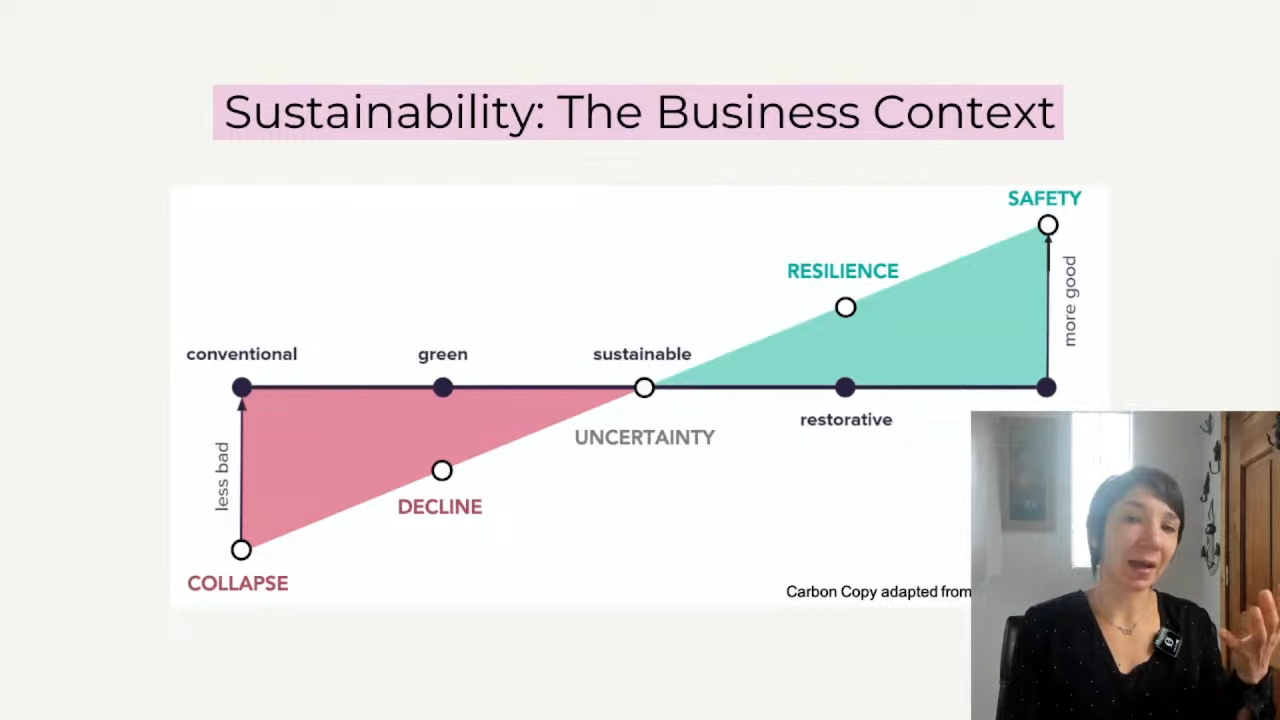 Sustainability: The Business Context
SAFETY
RESILIENCE
more good
conventional
green
sustainable
UNCERTAINTY
restorative
less bad
DECLINE
COLLAPSE
Carbon Copy adapted from